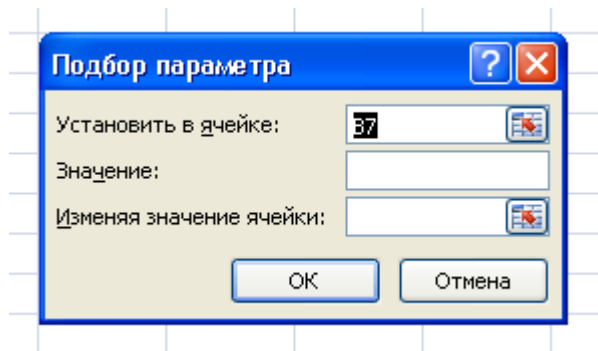 Подбор параметра
Установить в ячейке: B7
Значение:
Изменяя значение ячейки:
ОК Отмена